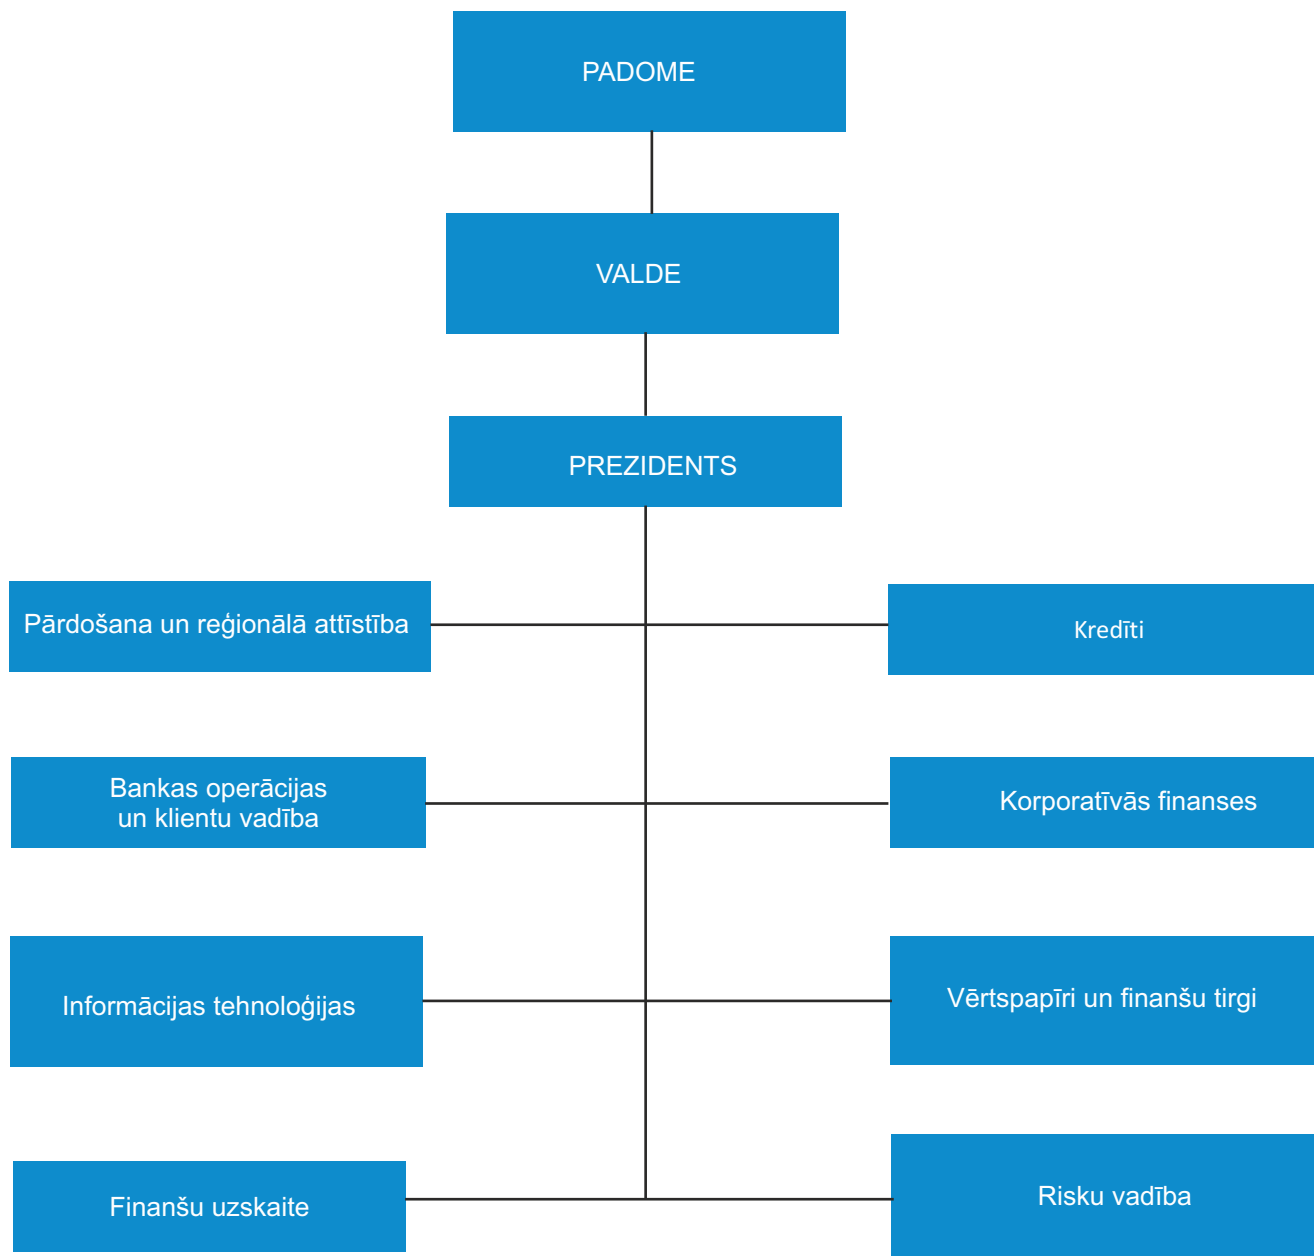 PADOME
VALDE
PREZIDENTS
Pārdošana un reģionālā attīstība
Kredīti
Bankas operācijas
un klientu vadība
Korporatīvās finanses
Informācijas tehnoloģijas
Vērtspapīri un finanšu tirgi
Finanšu uzskaite
Risku vadība